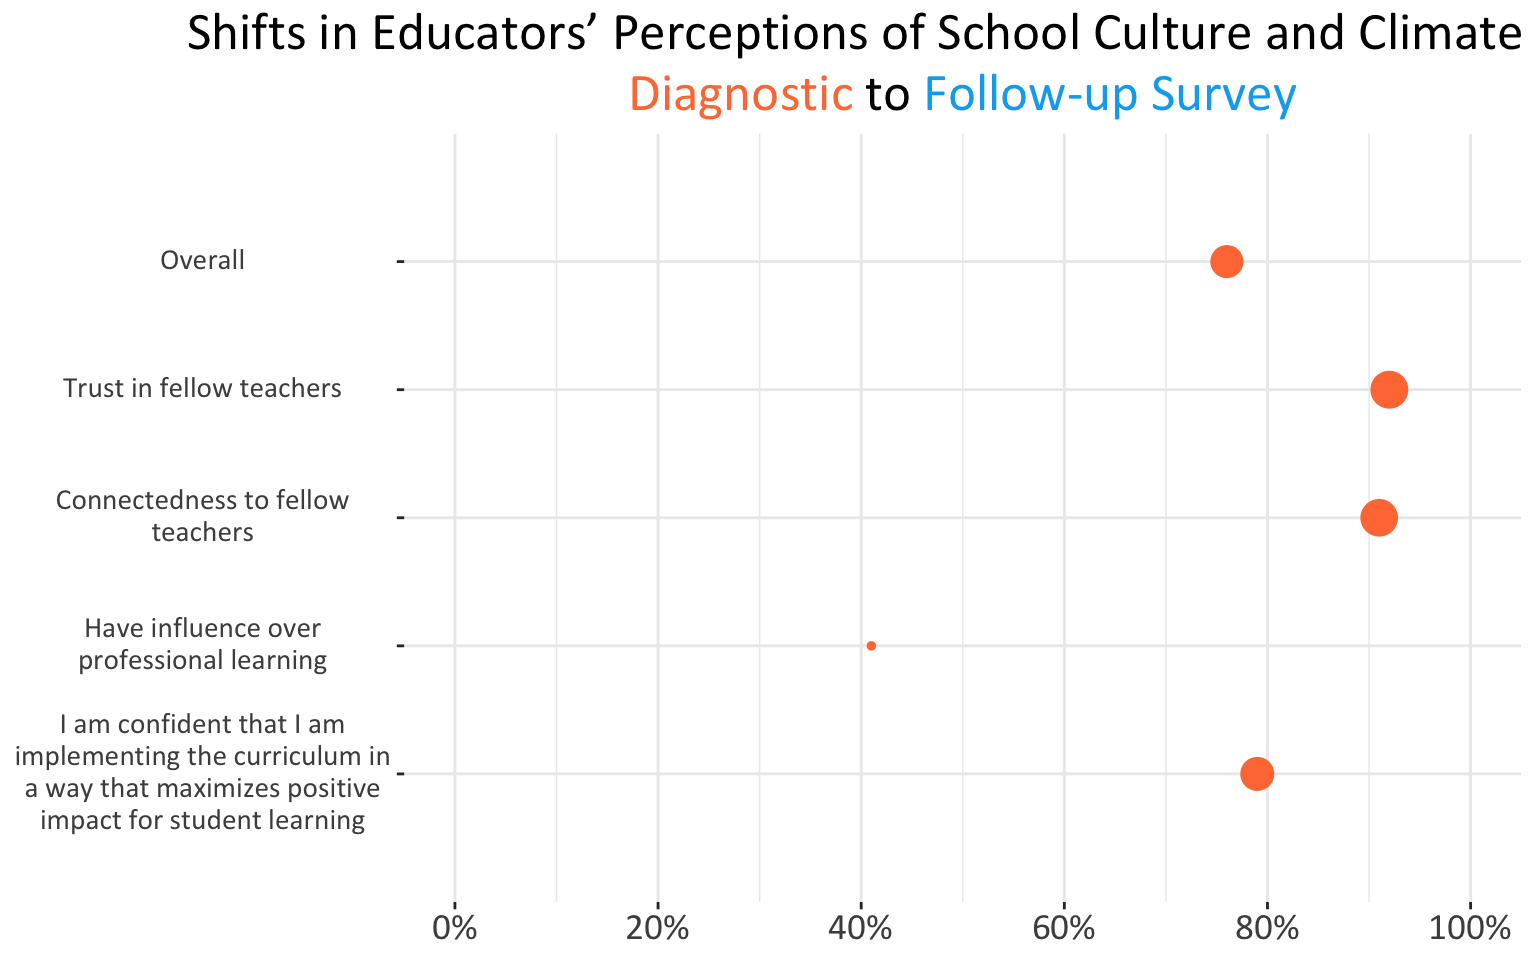 Shifts in Educators’ Perceptions of School Culture and Climate
Diagnostic to Follow-up Survey
Overall
Trust in fellow teachers
Connectedness to fellow
teachers
Have influence over
professional learning
I am confident that I am
implementing the curriculum in
a way that maximizes positive
impact for student learning
0% 20% 40% 60% 80% 100%